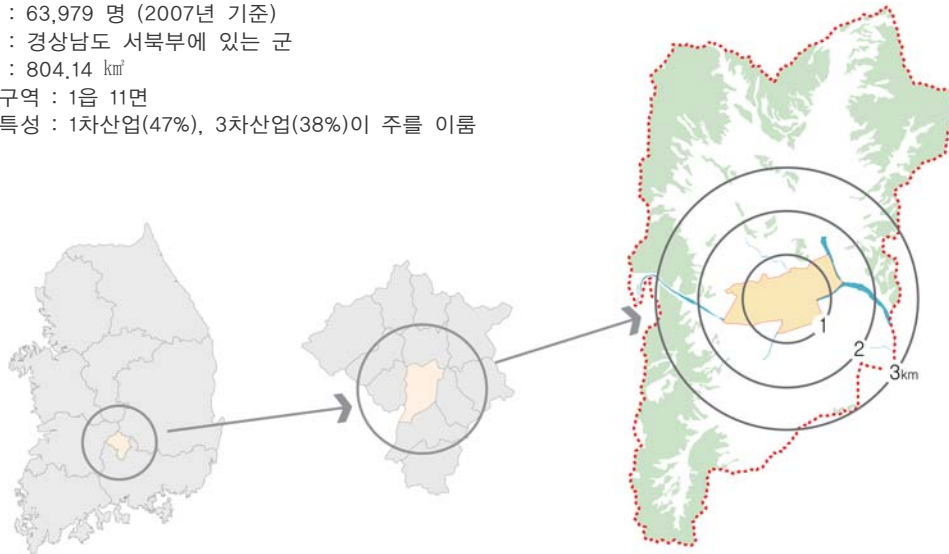 : 63,979 명 (2007년 기준)
: 경상남도 서북부에 있는 군
: 804.14 ㎢
구역 : 1읍 11면
특성 : 1차산업(47%), 3차산업(38%)이 주를 이룸
1
2
3km